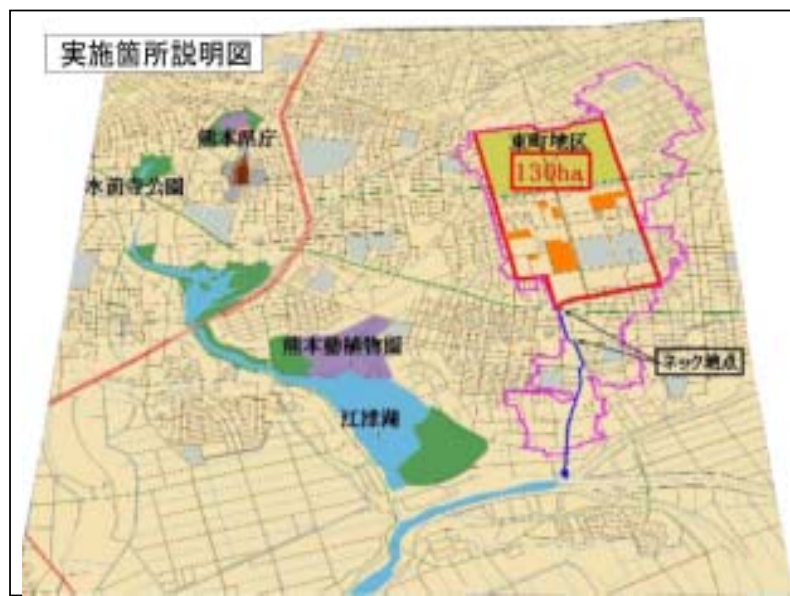 実施箇所説明図
熊本県庁
水前寺公園
東町地区
130ha
ネック地点
熊本動植物園
江津湖